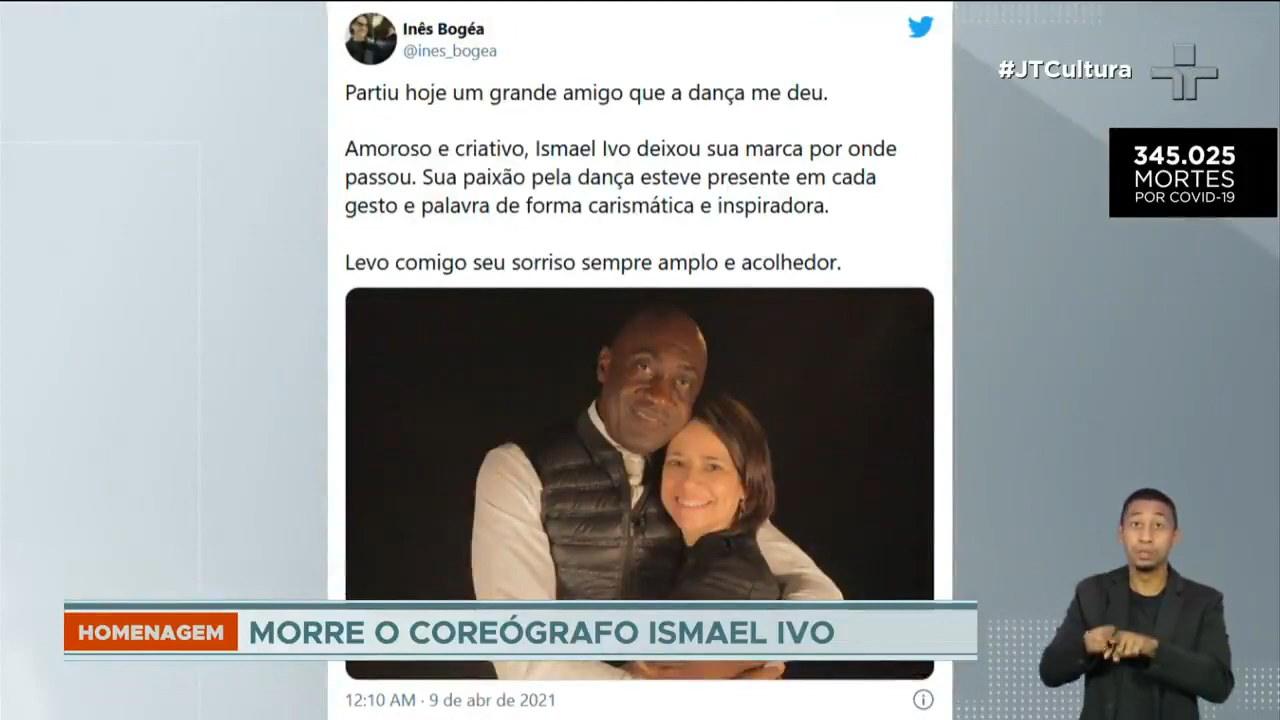 Inês Bogéa
@ines_bogea
#JTCultura
Partiu hoje um grande amigo que a dança me deu.
Amoroso e criativo, Ismael Ivo deixou sua marca por onde
passou. Sua paixão pela dança esteve presente em cada
gesto e palavra de forma carismática e inspiradora.
Levo comigo seu sorriso sempre amplo e acolhedor.
345.025
MORTES
POR COVID-19
HOMENAGEM
MORRE O COREÓGRAFO ISMAEL IVO
12:10 AM · 9 de abr de 2021